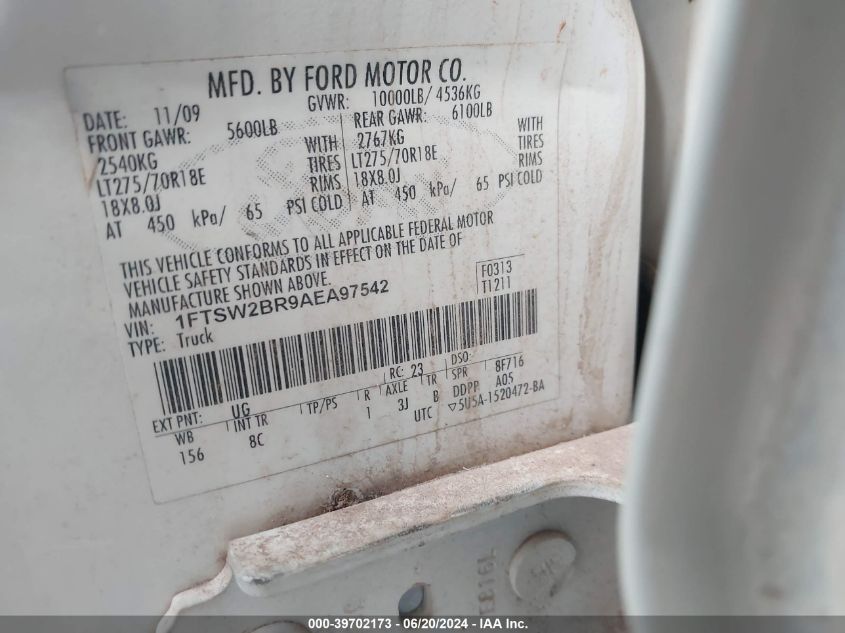 MFD. BY FORD MOTOR CO.
DATE: 11/09 GVWR: 10000LB/ 4536KG
FRONT GAWR: 5600LB REAR GAWR: 6100LB
2540KG WITH 2767KG WITH
LT275/70R18E TIRES LT275/70R18E TIRES
18X8.0J RIMS 18X8.0J RIMS
AT 450 kPa/ 65 PSI COLD AT 450 kPa/ 65 PSI COLD
THIS VEHICLE CONFORMS TO ALL APPLICABLE FEDERAL MOTOR
VEHICLE SAFETY STANDARDS IN EFFECT ON THE DATE OF
MANUFACTURE SHOWN ABOVE.
F0313
T1211
VIN: 1FTSW2BR9AEA97542
TYPE: Truck
EXT PNT: UG RC: 23 DSO:
WB INT TR TP/PS R AXLE TR SPR 8F716
156 8C 1 3J B DDPP A05
UTC ▽5U5A-1520472-BA
000-39702173 - 06/20/2024 - IAA Inc.